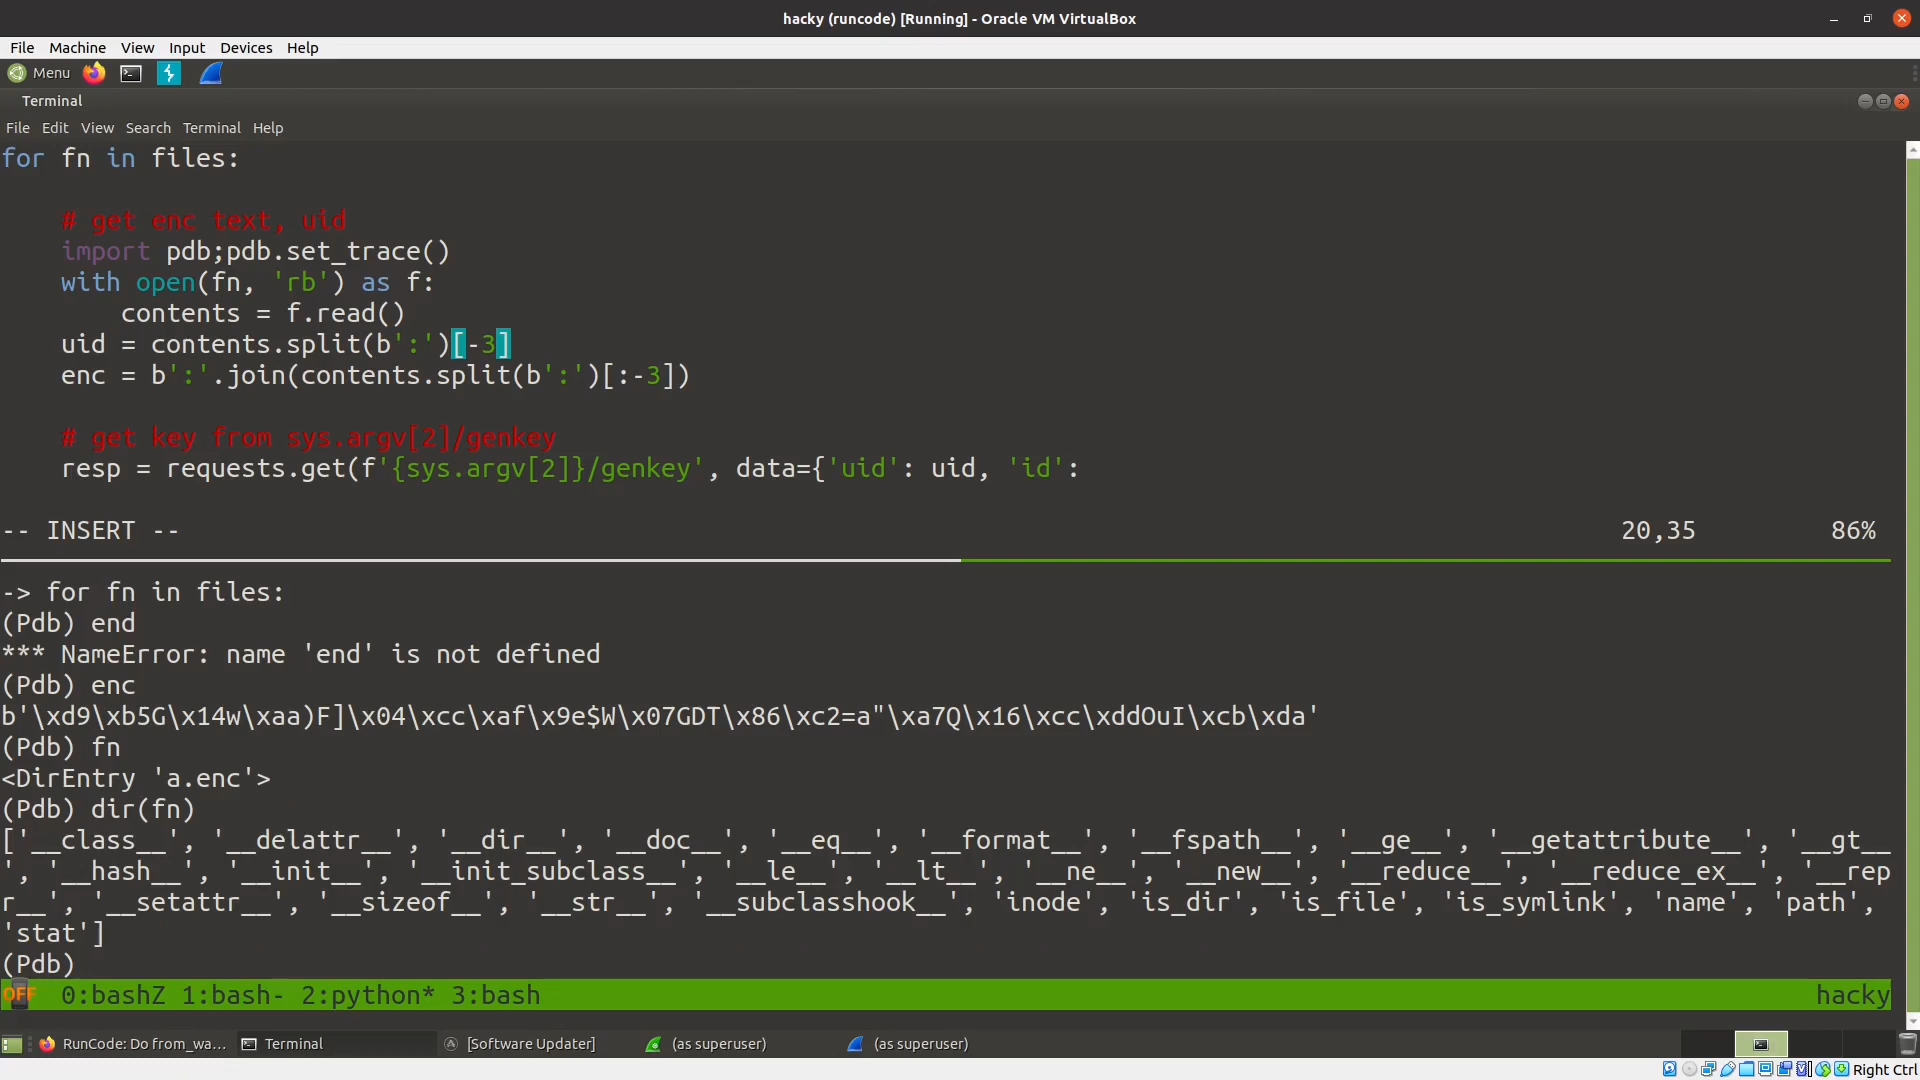 hacky (runcode) [Running] - Oracle VM VirtualBox
File Machine View Input Devices Help
Menu
Terminal
File Edit View Search Terminal Help
for fn in files:
    # get enc text, uid
    import pdb;pdb.set_trace()
    with open(fn, 'rb') as f:
        contents = f.read()
    uid = contents.split(b':')[-3]
    enc = b':'.join(contents.split(b':')[:-3])
    # get key from sys.argv[2]/genkey
    resp = requests.get(f'{sys.argv[2]}/genkey', data={'uid': uid, 'id':
-- INSERT -- 20,35 86%
-> for fn in files:
(Pdb) end
*** NameError: name 'end' is not defined
(Pdb) enc
b'\xd9\xb5G\x14w\xaa)F]\x04\xcc\xaf\x9e$W\x07GDT\x86\xc2=a"\xa7Q\x16\xcc\xddOuI\xcb\xda'
(Pdb) fn
<DirEntry 'a.enc'>
(Pdb) dir(fn)
['__class__', '__delattr__', '__dir__', '__doc__', '__eq__', '__format__', '__fspath__', '__ge__', '__getattribute__', '__gt__
', '__hash__', '__init__', '__init_subclass__', '__le__', '__lt__', '__ne__', '__new__', '__reduce__', '__reduce_ex__', '__rep
r__', '__setattr__', '__sizeof__', '__str__', '__subclasshook__', 'inode', 'is_dir', 'is_file', 'is_symlink', 'name', 'path',
'stat']
(Pdb)
OFF 0:bashZ 1:bash- 2:python* 3:bash hacky
RunCode: Do from_wa... Terminal [Software Updater] (as superuser) (as superuser)
Right Ctrl